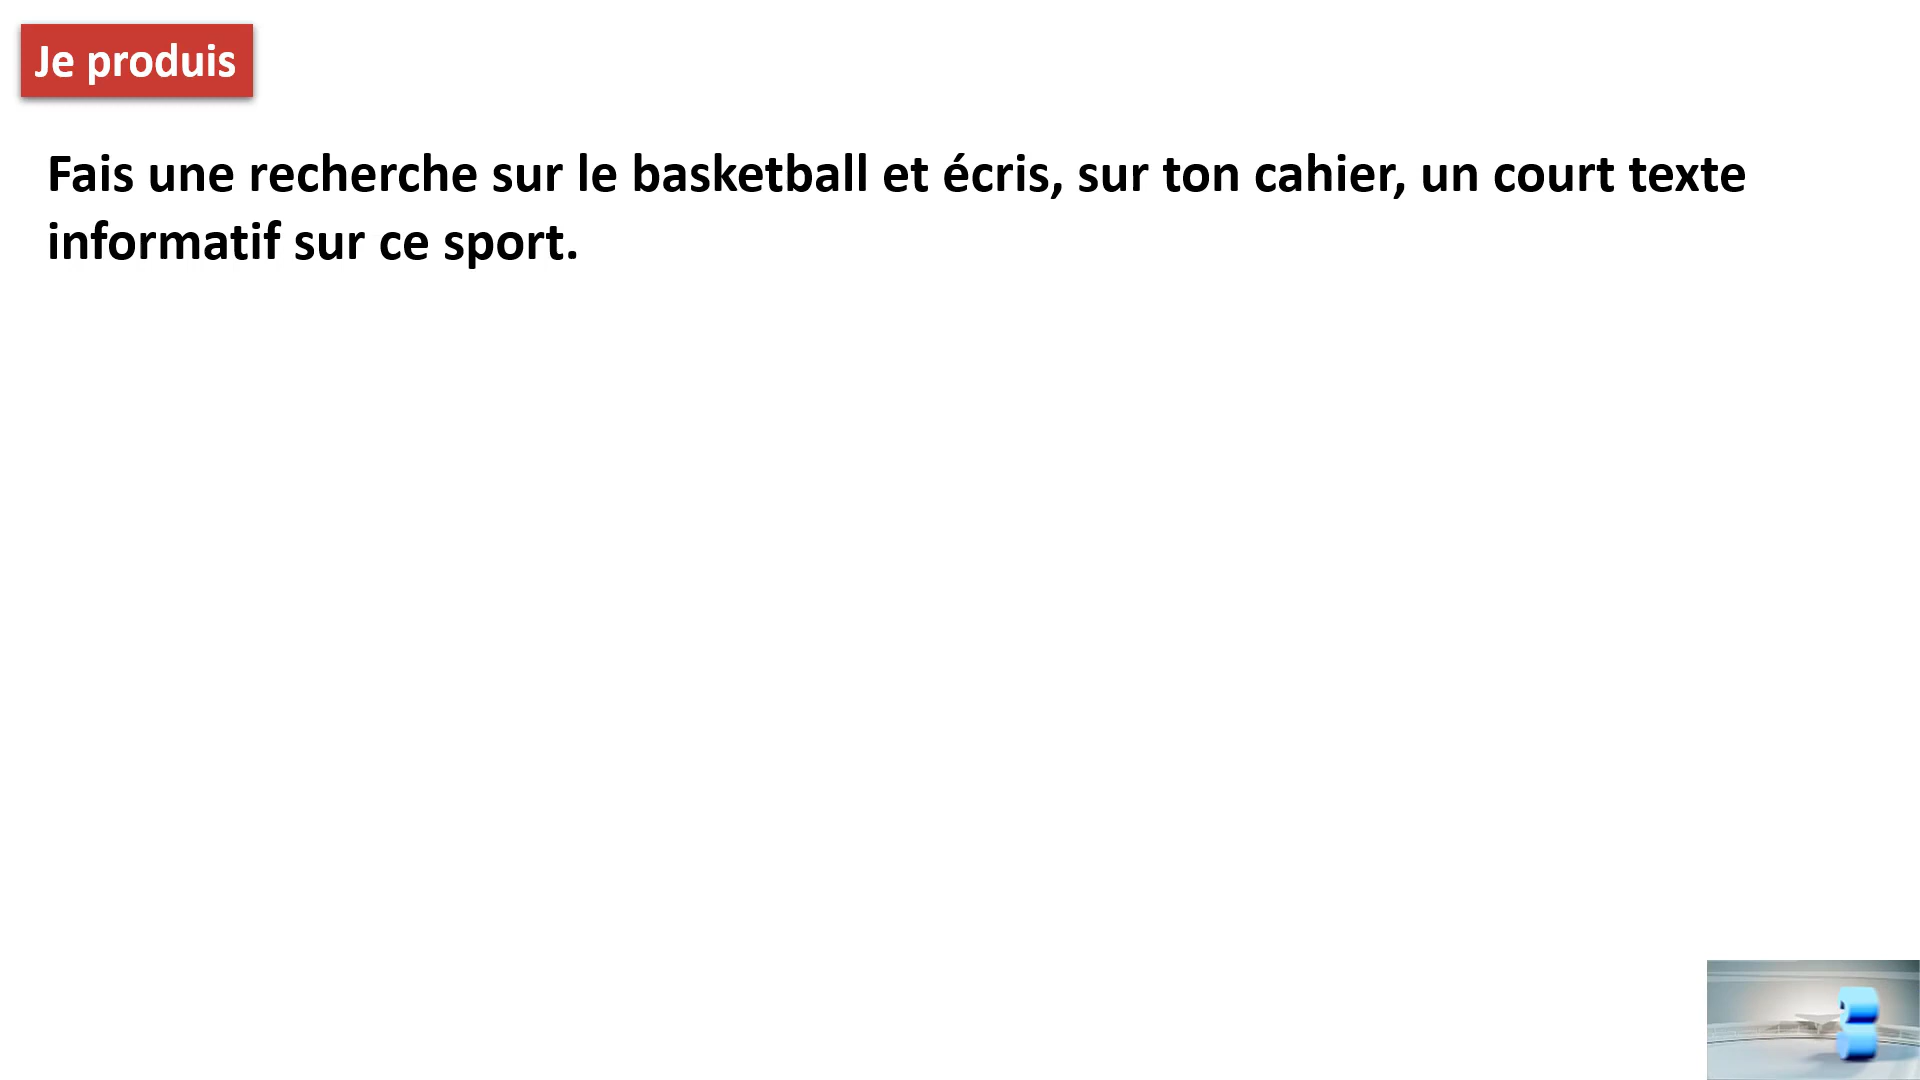 Je produis
Fais une recherche sur le basketball et écris, sur ton cahier, un court texte
informatif sur ce sport.